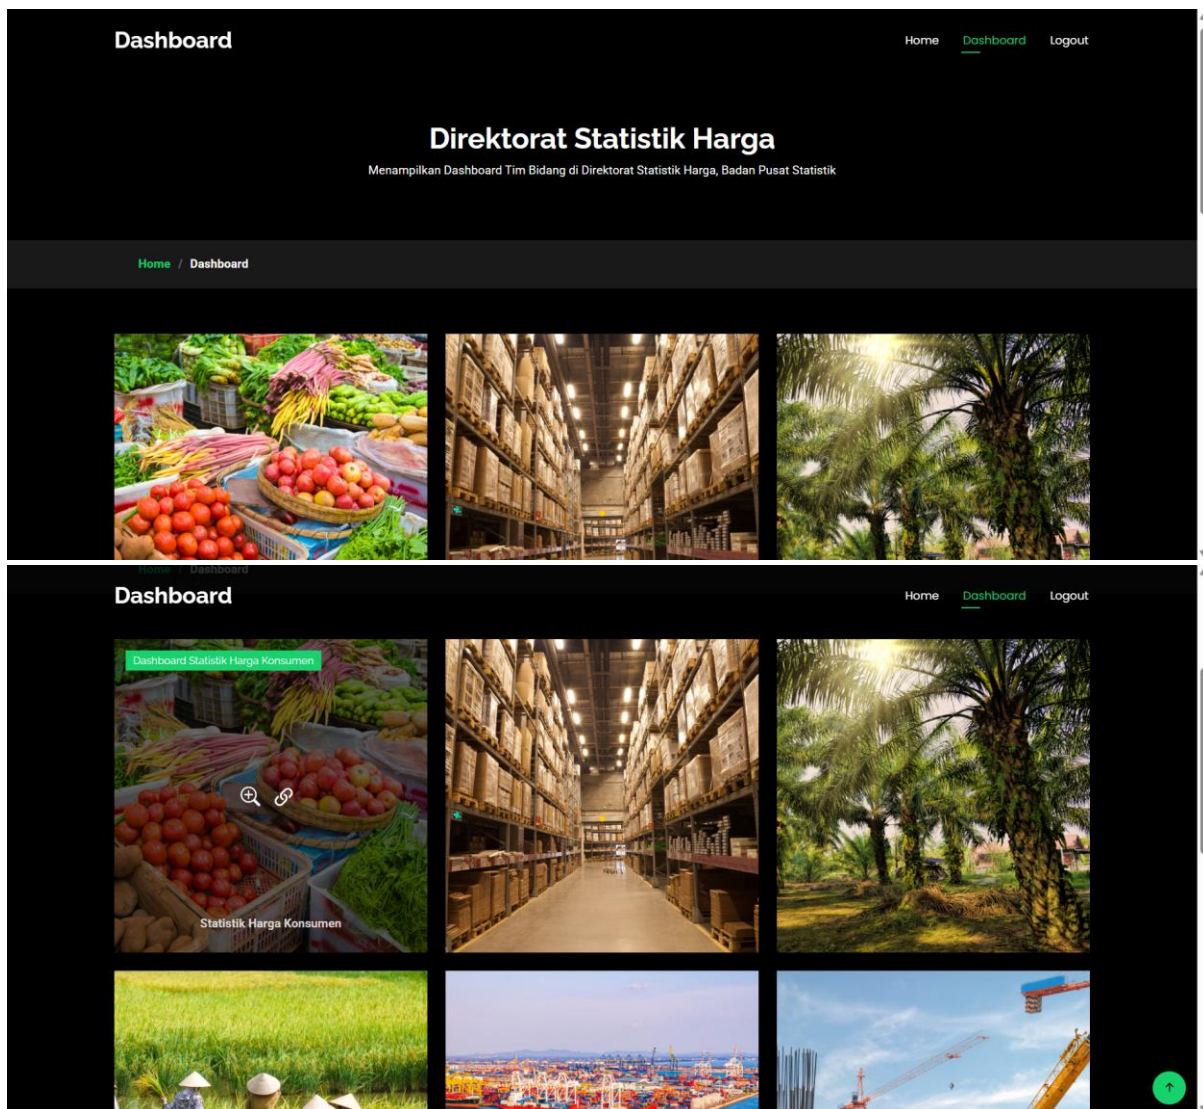 Dashboard
Home Dashboard Logout
Direktorat Statistik Harga
Menampilkan Dashboard Tim Bidang di Direktorat Statistik Harga, Badan Pusat Statistik
Home / Dashboard
Home / Dashboard
Dashboard
Home Dashboard Logout
Dashboard Statistik Harga Konsumen
Statistik Harga Konsumen